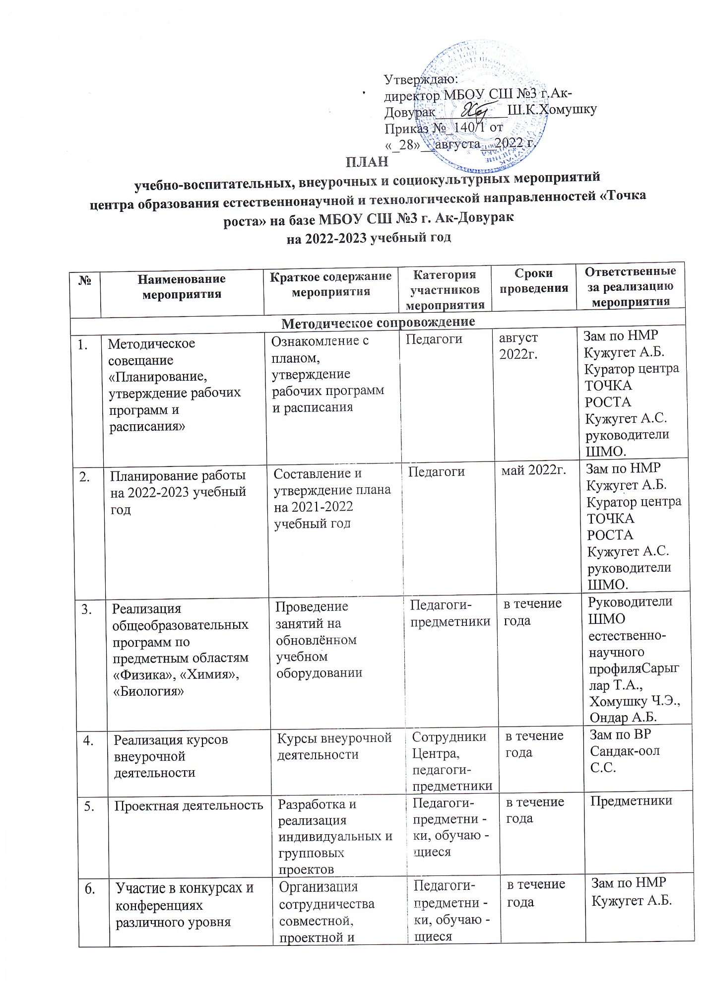 Утверждаю:
директор МБОУ СШ №3 г.Ак-
Довурак__________Ш.К.Хомушку
Приказ №_140/1 от
«_28»__августа__2022 г.
ПЛАН
учебно-воспитательных, внеурочных и социокультурных мероприятий
центра образования естественнонаучной и технологической направленностей «Точка
роста» на базе МБОУ СШ №3 г. Ак-Довурак
на 2022-2023 учебный год
№
Наименование
мероприятия
Краткое содержание
мероприятия
Категория
участников
мероприятия
Сроки
проведения
Ответственные
за реализацию
мероприятия
Методическое сопровождение
1.
Методическое
совещание
«Планирование,
утверждение рабочих
программ и
расписания»
Ознакомление с
планом,
утверждение
рабочих программ
и расписания
Педагоги
август
2022г.
Зам по НМР
Кужугет А.Б.
Куратор центра
ТОЧКА
РОСТА
Кужугет А.С.
руководители
ШМО.
2.
Планирование работы
на 2022-2023 учебный
год
Составление и
утверждение плана
на 2021-2022
учебный год
Педагоги
май 2022г.
Зам по НМР
Кужугет А.Б.
Куратор центра
ТОЧКА
РОСТА
Кужугет А.С.
руководители
ШМО.
3.
Реализация
общеобразовательных
программ по
предметным областям
«Физика», «Химия»,
«Биология»
Проведение
занятий на
обновлённом
учебном
оборудовании
Педагоги-
предметники
в течение
года
Руководители
ШМО
естественно-
научного
профиляСарыг
лар Т.А.,
Хомушку Ч.Э.,
Ондар А.Б.
4.
Реализация курсов
внеурочной
деятельности
Курсы внеурочной
деятельности
Сотрудники
Центра,
педагоги-
предметники
в течение
года
Зам по ВР
Сандак-оол
С.С.
5.
Проектная деятельность
Разработка и
реализация
индивидуальных и
групповых
проектов
Педагоги-
предметни -
ки, обучаю -
щиеся
в течение
года
Предметники
6.
Участие в конкурсах и
конференциях
различного уровня
Организация
сотрудничества
совместной,
проектной и
Педагоги-
предметни -
ки, обучаю -
щиеся
в течение
года
Зам по НМР
Кужугет А.Б.